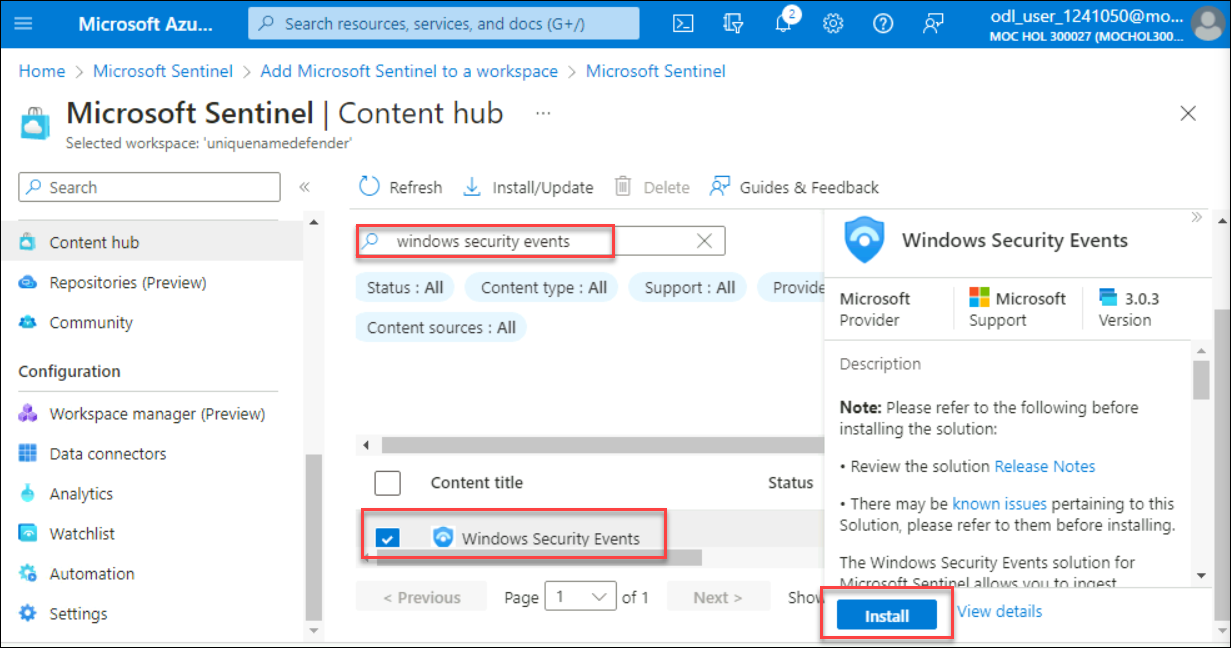 Microsoft Azu...
Search resources, services, and docs (G+/)
2
odl_user_1241050@mo...
MOC HOL 300027 (MOCHOL300...
Home > Microsoft Sentinel > Add Microsoft Sentinel to a workspace > Microsoft Sentinel
Microsoft Sentinel | Content hub ...
Selected workspace: 'uniquenamedefender'
Search
«
Refresh
Install/Update
Delete
Guides & Feedback
Content hub
Repositories (Preview)
Community
Configuration
Workspace manager (Preview)
Data connectors
Analytics
Watchlist
Automation
Settings
windows security events
Status : All
Content type : All
Support : All
Provide
Content sources : All
Content title
Status
Windows Security Events
< Previous
Page 1 of 1
Next >
Show
»
Windows Security Events
Microsoft
Provider
Microsoft
Support
3.0.3
Version
Description
Note: Please refer to the following before
installing the solution:
• Review the solution Release Notes
• There may be known issues pertaining to this
Solution, please refer to them before installing.
The Windows Security Events solution for
Microsoft Sentinel allows you to ingest
Install
View details